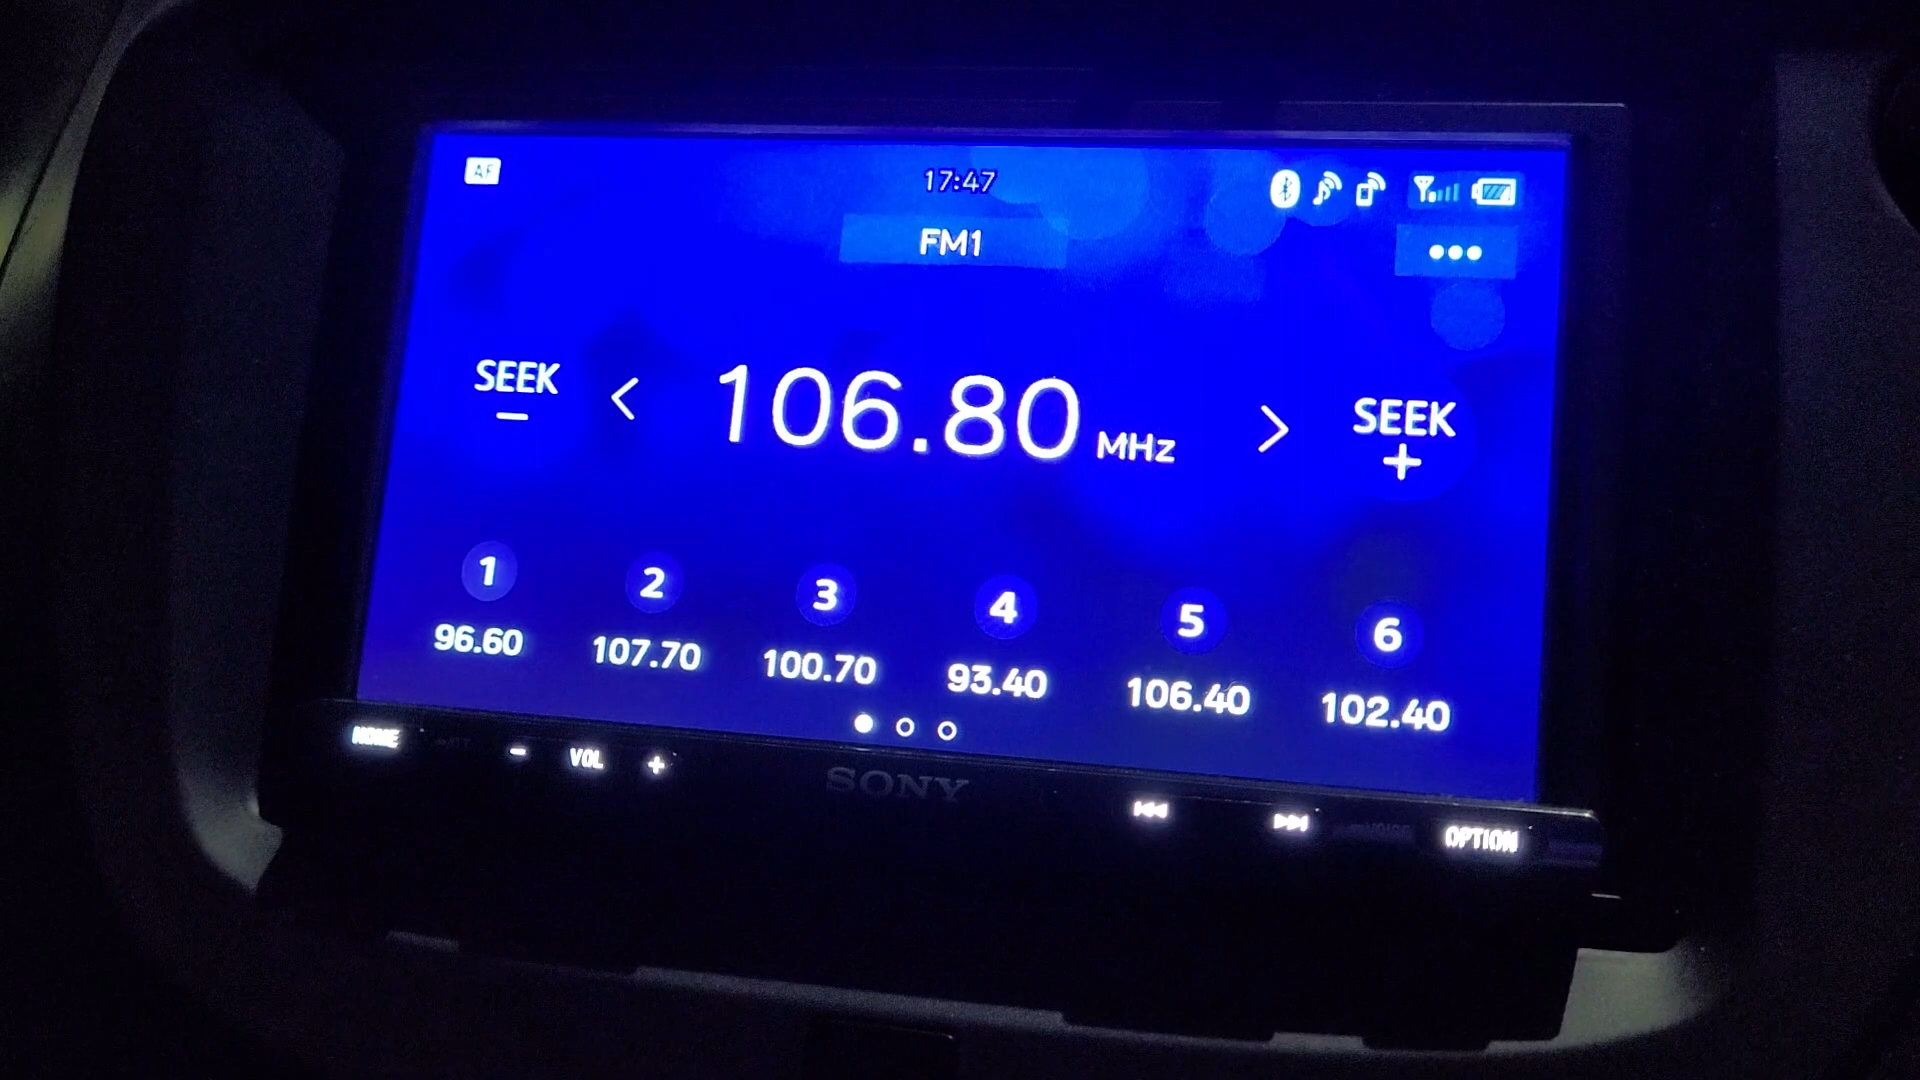 AF
17:47
FM1
SEEK
−
106.80 MHz
SEEK
+
1 2 3 4 5 6
96.60 107.70 100.70 93.40 106.40 102.40
HOME
− VOL +
SONY
VOICE
OPTION